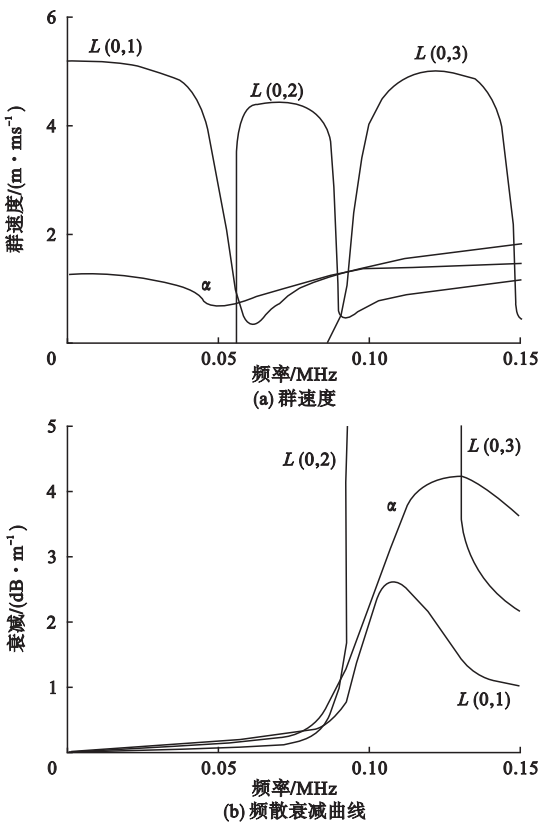 6
L(0,1)
L(0,3)
L(0,2)
4
群速度/(m·ms⁻¹)
2
α
0
0.05
0.10
0.15
频率/MHz
(a) 群速度
5
L(0,2)
L(0,3)
4
α
3
衰减/(dB·m⁻¹)
2
1
L(0,1)
0
0.05
0.10
0.15
频率/MHz
(b) 频散衰减曲线